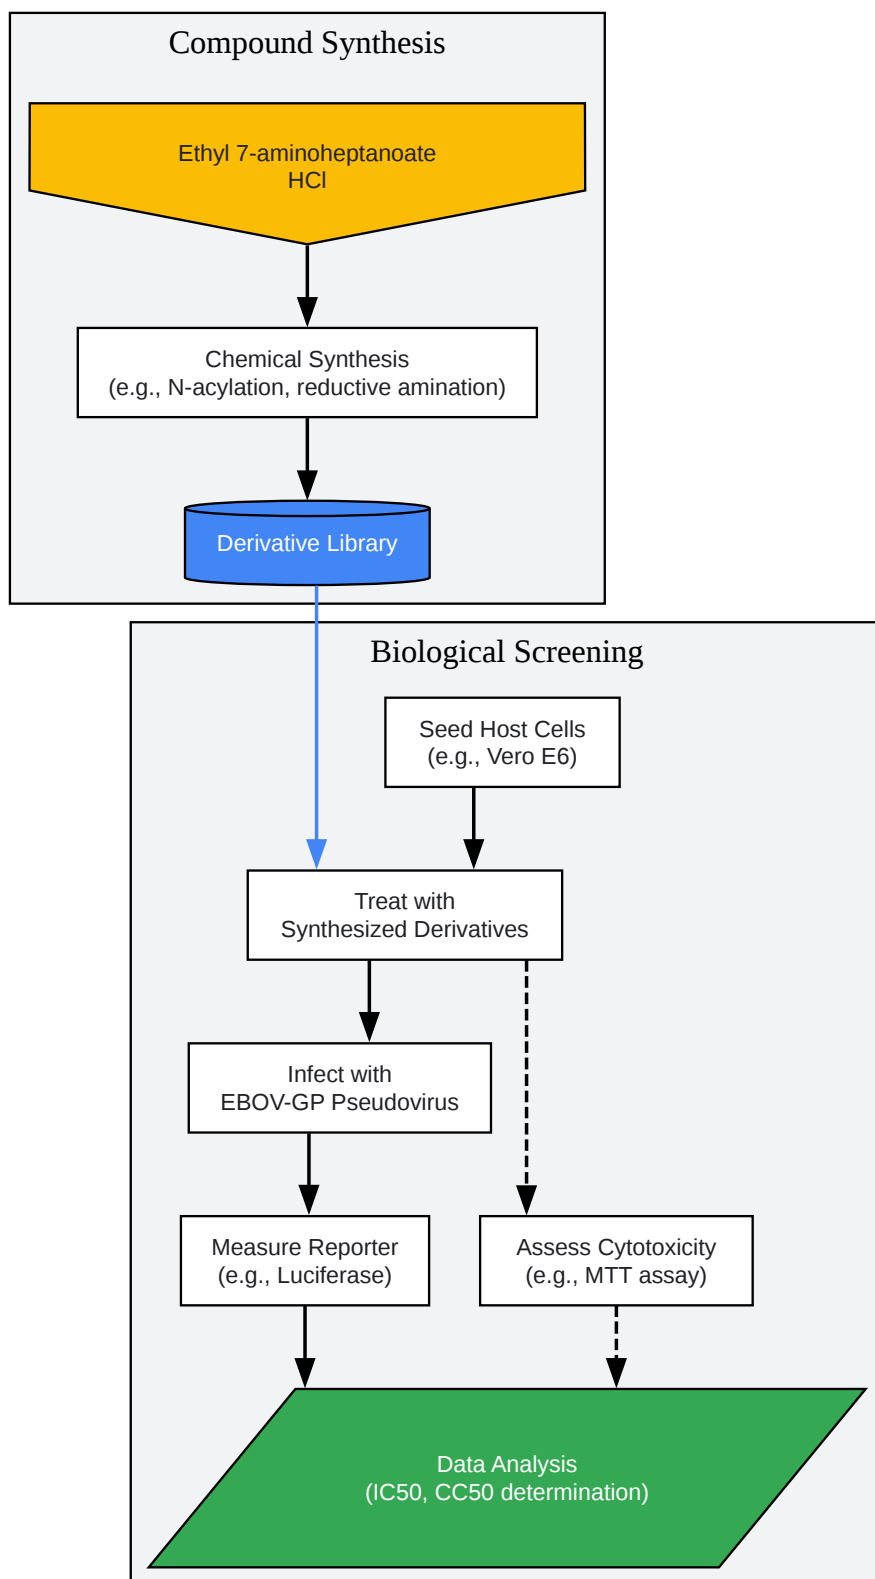 Compound Synthesis
Ethyl 7-aminoheptanoate
HCl
Chemical Synthesis
(e.g., N-acylation, reductive amination)
Derivative Library
Biological Screening
Seed Host Cells
(e.g., Vero E6)
Treat with
Synthesized Derivatives
Infect with
EBOV-GP Pseudovirus
Measure Reporter
(e.g., Luciferase)
Assess Cytotoxicity
(e.g., MTT assay)
Data Analysis
(IC50, CC50 determination)